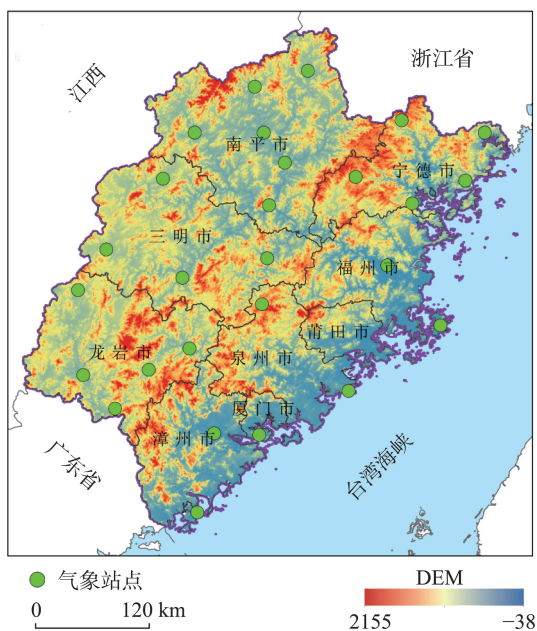 浙江省
江西
南平市
宁德市
三明市
福州市
莆田市
龙岩市
泉州市
厦门市
漳州市
广东省
台湾海峡
气象站点
DEM
0 120 km
2155 −38